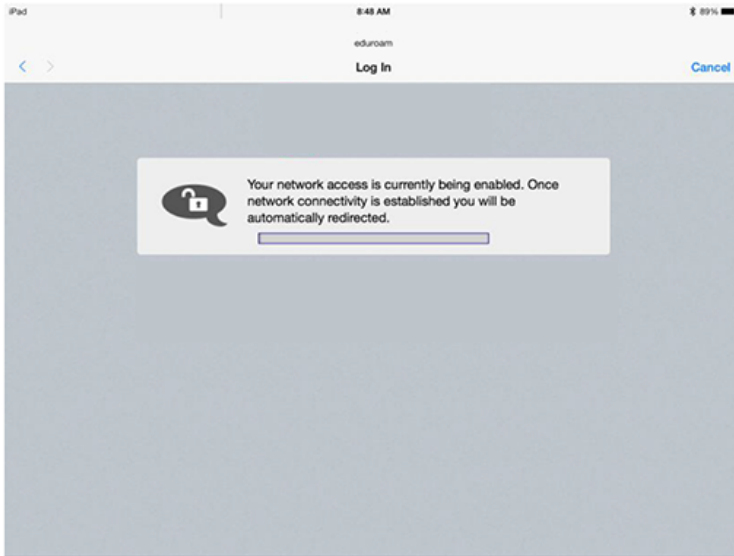 iPad 8:48 AM 89%
eduroam
Log In Cancel
Your network access is currently being enabled. Once
network connectivity is established you will be
automatically redirected.